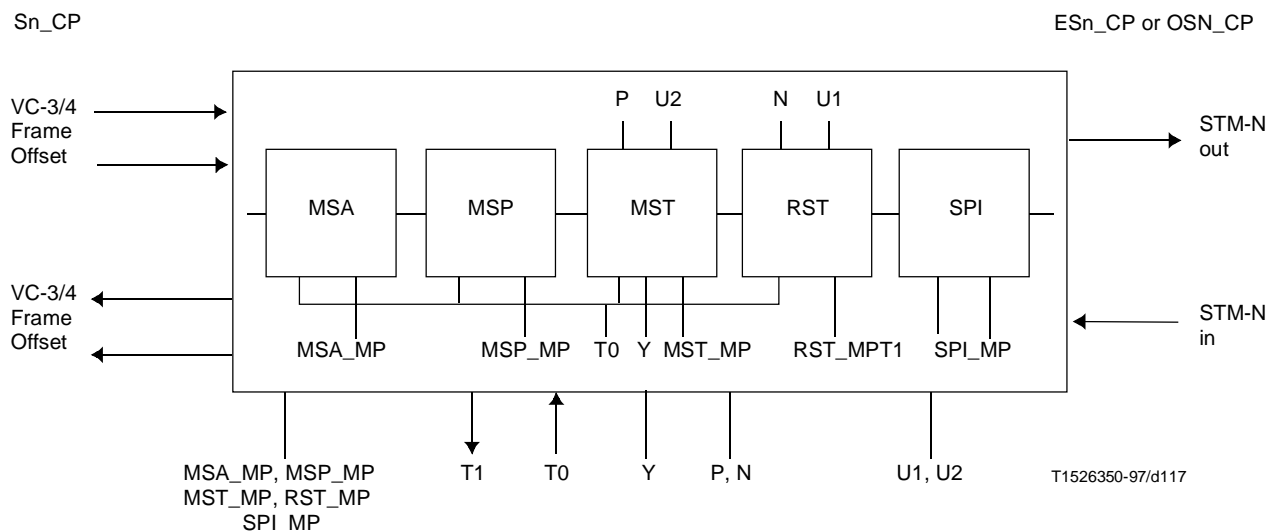 Sn_CP
ESn_CP or OSN_CP
VC-3/4
Frame
Offset
P
U2
N
U1
STM-N
out
MSA
MSP
MST
RST
SPI
VC-3/4
Frame
Offset
STM-N
in
MSA_MP
MSP_MP
T0
Y
MST_MP
RST_MPT1
SPI_MP
MSA_MP, MSP_MP
MST_MP, RST_MP
SPI_MP
T1
T0
Y
P, N
U1, U2
T1526350-97/d117